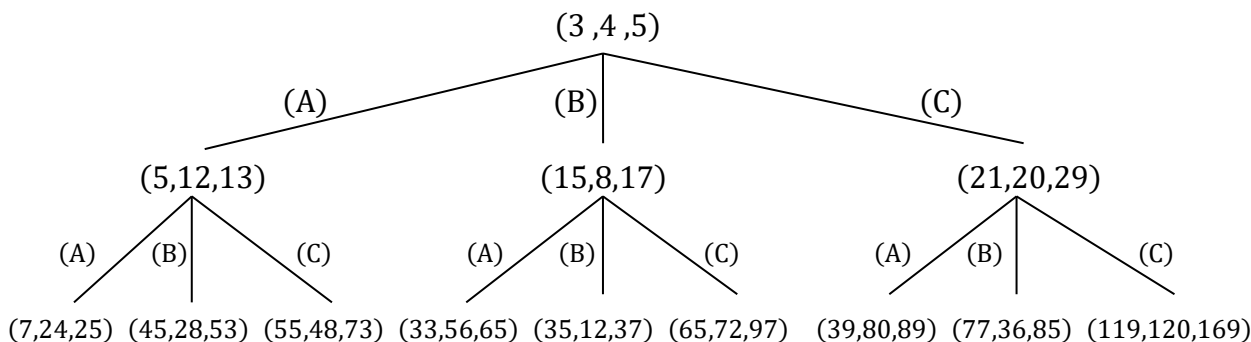 (3 ,4 ,5)
(A) (B) (C)
(5,12,13) (15,8,17) (21,20,29)
(A) (B) (C) (A) (B) (C) (A) (B) (C)
(7,24,25) (45,28,53) (55,48,73) (33,56,65) (35,12,37) (65,72,97) (39,80,89) (77,36,85) (119,120,169)